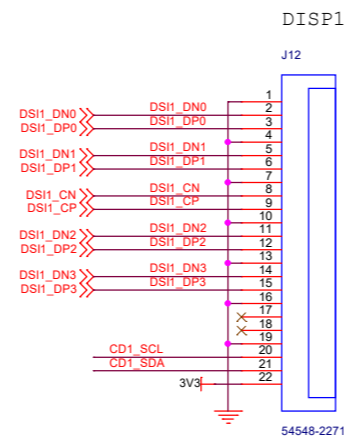 DISP1
J12
1
DSI1_DN0 DSI1_DN0 2
DSI1_DP0 DSI1_DP0 3
4
DSI1_DN1 DSI1_DN1 5
DSI1_DP1 DSI1_DP1 6
7
DSI1_CN DSI1_CN 8
DSI1_CP DSI1_CP 9
10
DSI1_DN2 DSI1_DN2 11
DSI1_DP2 DSI1_DP2 12
13
DSI1_DN3 DSI1_DN3 14
DSI1_DP3 DSI1_DP3 15
16
17
18
19
CD1_SCL 20
CD1_SDA 21
3V3 22
54548-2271